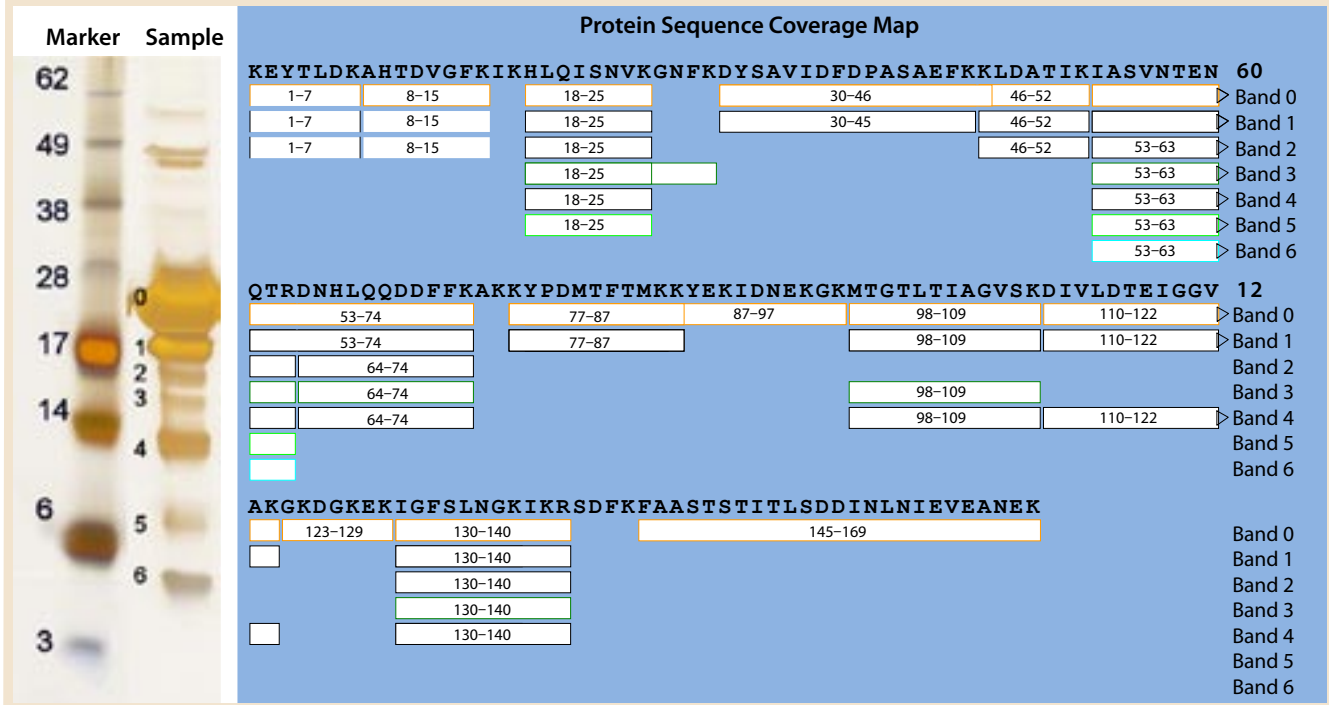 Marker Sample
62
49
38
28
17
14
6
3
0
1
2
3
4
5
6
Protein Sequence Coverage Map
KEYTLDKAHTDVGFKIKHLQISNVKGNFKDYSAVIDFDPASAEFKKLDATIKIASVNTEN 60
1–7 8–15 18–25 30–46 46–52 Band 0
1–7 8–15 18–25 30–45 46–52 Band 1
1–7 8–15 18–25 46–52 53–63 Band 2
18–25 53–63 Band 3
18–25 53–63 Band 4
18–25 53–63 Band 5
53–63 Band 6
QTRDNHLQQDDFFKAKKYPDMTFTMKKYEKIDNEKGKMTGTLTIAGVSKDIVLDTEIGGV 12
53–74 77–87 87–97 98–109 110–122 Band 0
53–74 77–87 98–109 110–122 Band 1
64–74 Band 2
64–74 98–109 Band 3
64–74 98–109 110–122 Band 4
Band 5
Band 6
AKGKDGKEKIGFSLNGKIKRSDFKFAASTSTITLSDDINLNIEVEANEK
123–129 130–140 145–169 Band 0
130–140 Band 1
130–140 Band 2
130–140 Band 3
130–140 Band 4
Band 5
Band 6